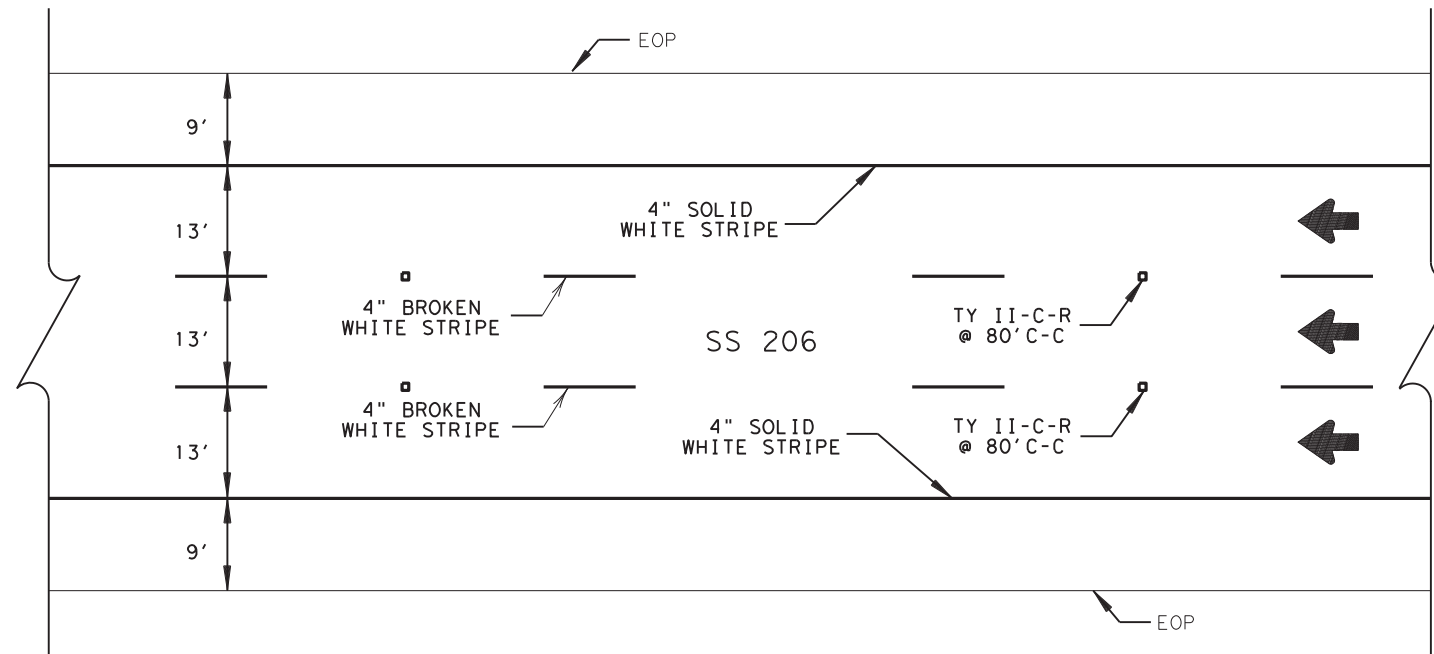 EOP
9'
4" SOLID
WHITE STRIPE
13'
4" BROKEN
WHITE STRIPE
TY II-C-R
@ 80'C-C
13'
SS 206
4" BROKEN
WHITE STRIPE
4" SOLID
WHITE STRIPE
TY II-C-R
@ 80'C-C
13'
9'
EOP